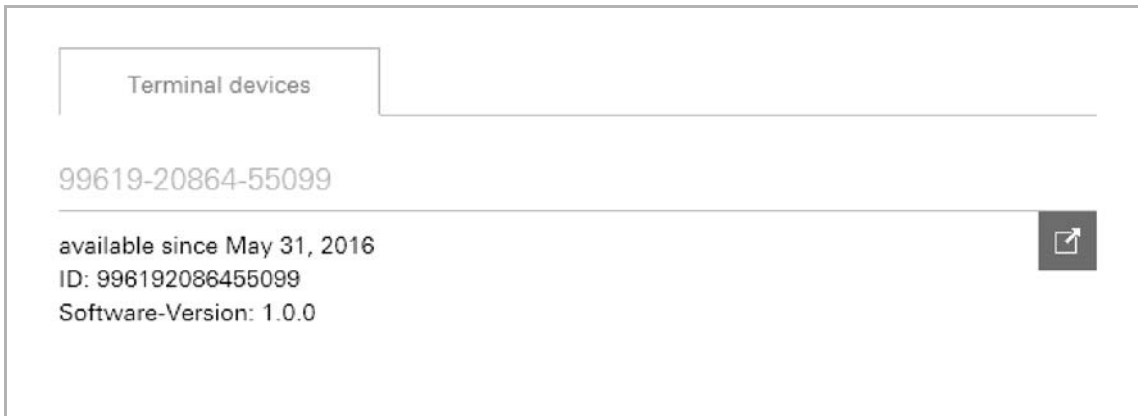 Terminal devices
99619-20864-55099
available since May 31, 2016
ID: 996192086455099
Software-Version: 1.0.0